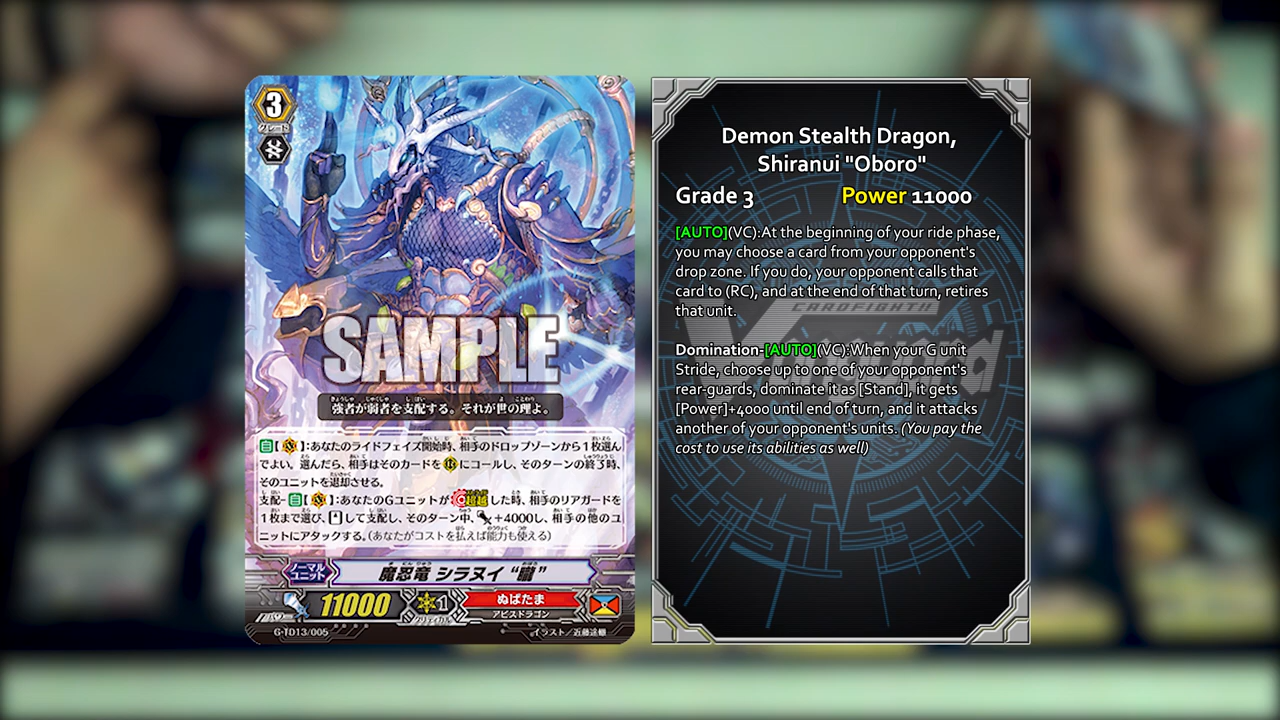 3
グレード
SAMPLE
強者が弱者を支配する。それが世の理よ。
自【】:あなたのライドフェイズ開始時、相手のドロップゾーンから1枚選ん
でよい。選んだら、相手はそのカードを Ⓡ にコールし、そのターンの終了時、
そのユニットを退却させる。
支配-自【】:あなたのGユニットが超越した時、相手のリアガードを
1枚まで選び、して支配し、そのターン中、+4000し、相手の他のユ
ニットにアタックする。(あなたがコストを払えば能力も使える)
ノーマル
ユニット
魔忍竜 シラヌイ “朧”
パワー
11000
1
クリティカル
ぬばたま
アビスドラゴン
G-TD13/005
イラスト/近藤途轍
Demon Stealth Dragon,
Shiranui "Oboro"
Grade 3 Power 11000
[AUTO](VC):At the beginning of your ride phase,
you may choose a card from your opponent's
drop zone. If you do, your opponent calls that
card to (RC), and at the end of that turn, retires
that unit.
Domination-[AUTO](VC):When your G unit
Stride, choose up to one of your opponent's
rear-guards, dominate it as [Stand], it gets
[Power]+4000 until end of turn, and it attacks
another of your opponent's units. (You pay the
cost to use its abilities as well)
CARDFIGHT!!